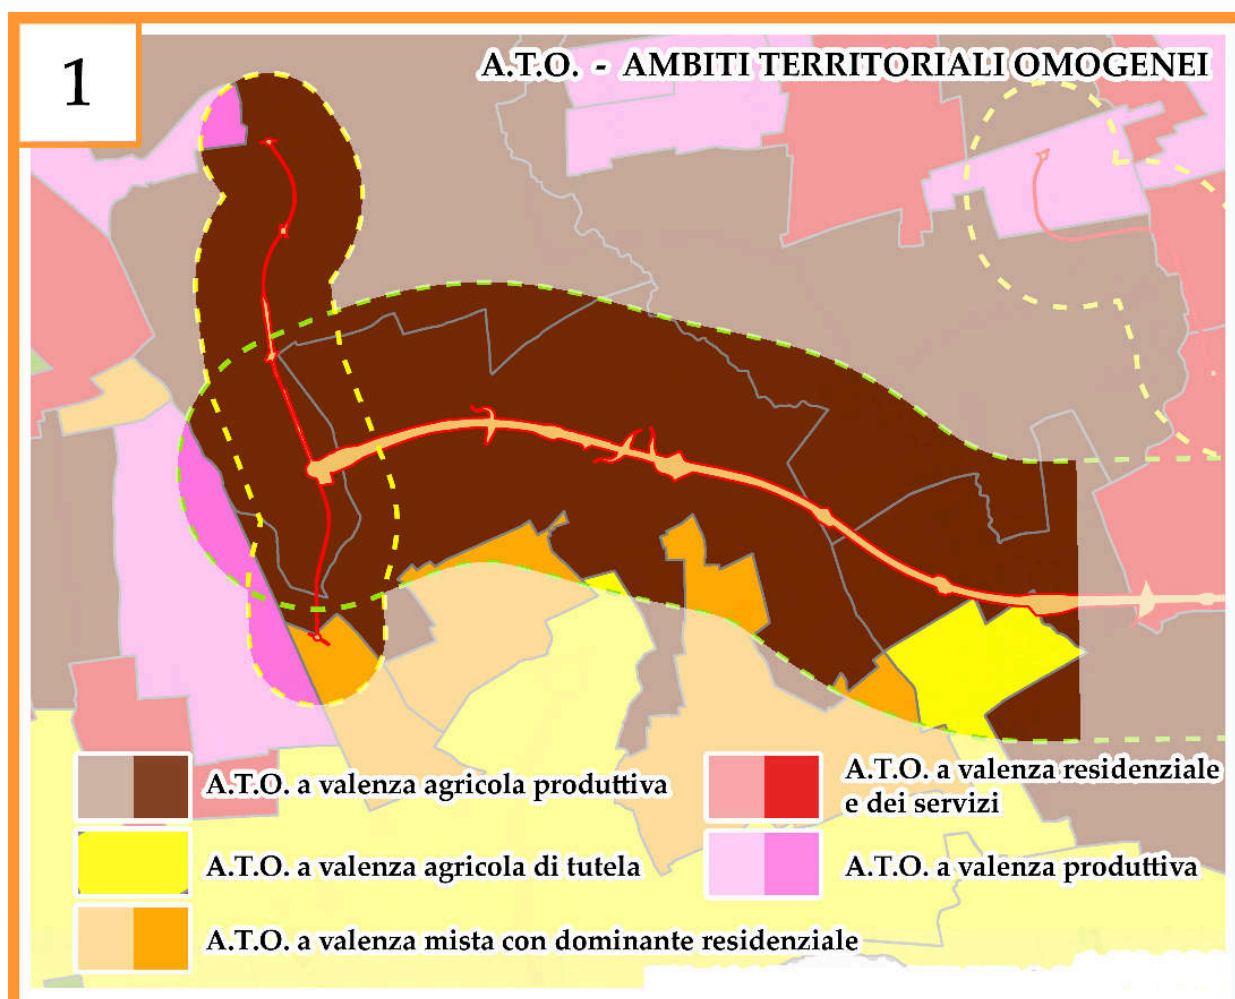 1
A.T.O. - AMBITI TERRITORIALI OMOGENEI
A.T.O. a valenza agricola produttiva
A.T.O. a valenza agricola di tutela
A.T.O. a valenza mista con dominante residenziale
A.T.O. a valenza residenziale
e dei servizi
A.T.O. a valenza produttiva